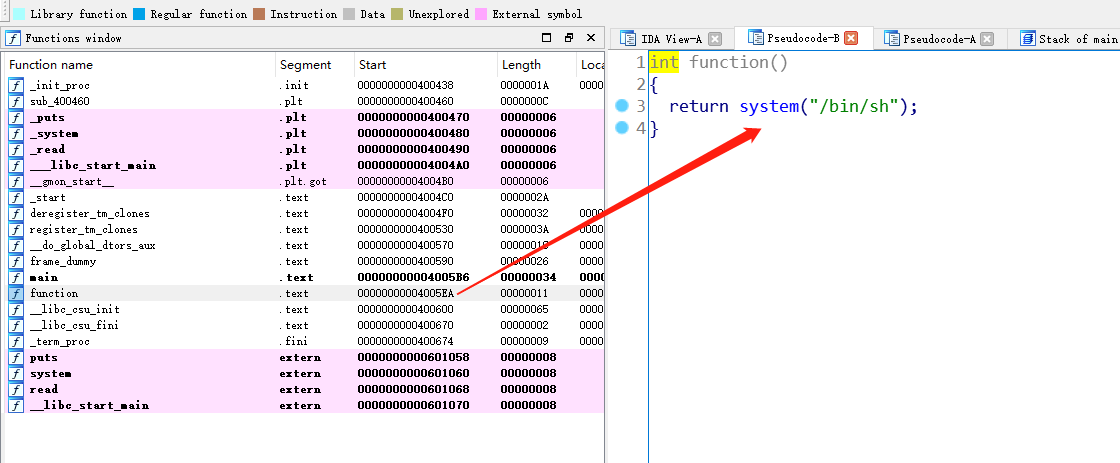 Library function Regular function Instruction Data Unexplored External symbol
Functions window
IDA View-A Pseudocode-B Pseudocode-A Stack of main
Function name Segment Start Length Loca
_init_proc .init 0000000000400438 0000001A 0000
sub_400460 .plt 0000000000400460 0000000C
_puts .plt 0000000000400470 00000006
_system .plt 0000000000400480 00000006
_read .plt 0000000000400490 00000006
___libc_start_main .plt 00000000004004A0 00000006
__gmon_start__ .plt.got 00000000004004B0 00000006
_start .text 00000000004004C0 0000002A
deregister_tm_clones .text 00000000004004F0 00000032 0000
register_tm_clones .text 0000000000400530 0000003A 0000
__do_global_dtors_aux .text 0000000000400570 0000001C 0000
frame_dummy .text 0000000000400590 00000026 0000
main .text 00000000004005B6 00000034 0000
function .text 00000000004005EA 00000011 0000
__libc_csu_init .text 0000000000400600 00000065 0000
__libc_csu_fini .text 0000000000400670 00000002 0000
_term_proc .fini 0000000000400674 00000009 0000
puts extern 0000000000601058 00000008
system extern 0000000000601060 00000008
read extern 0000000000601068 00000008
__libc_start_main extern 0000000000601070 00000008
1 int function()
2 {
3 return system("/bin/sh");
4 }